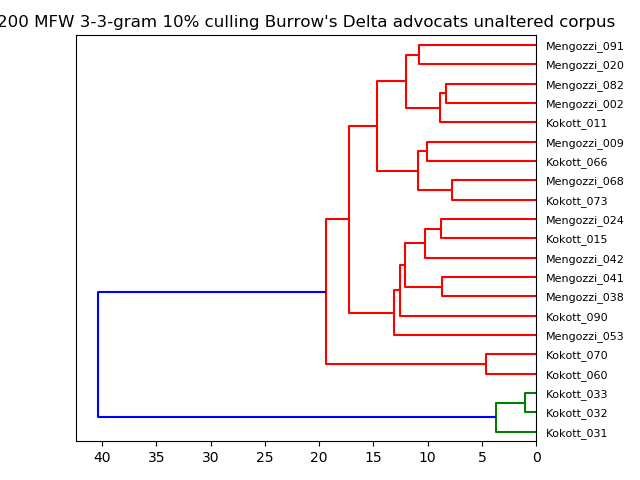 200 MFW 3-3-gram 10% culling Burrow's Delta advocats unaltered corpus
Mengozzi_091
Mengozzi_020
Mengozzi_082
Mengozzi_002
Kokott_011
Mengozzi_009
Kokott_066
Mengozzi_068
Kokott_073
Mengozzi_024
Kokott_015
Mengozzi_042
Mengozzi_041
Mengozzi_038
Kokott_090
Mengozzi_053
Kokott_070
Kokott_060
Kokott_033
Kokott_032
Kokott_031
40 35 30 25 20 15 10 5 0